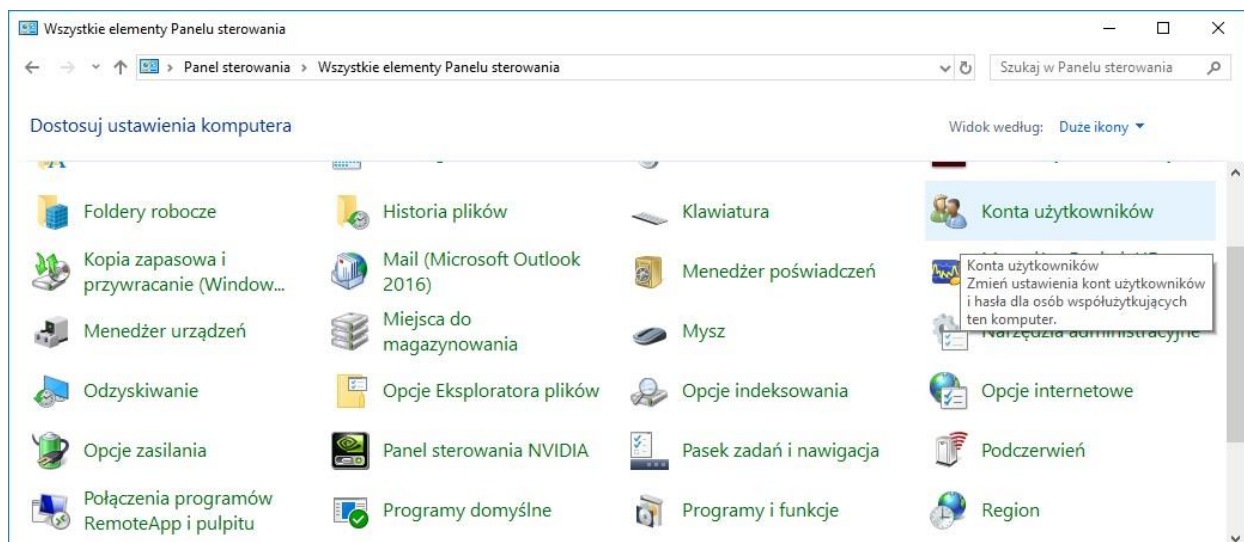 Wszystkie elementy Panelu sterowania
Panel sterowania > Wszystkie elementy Panelu sterowania
Szukaj w Panelu sterowania
Dostosuj ustawienia komputera
Widok według: Duże ikony
Foldery robocze
Historia plików
Klawiatura
Konta użytkowników
Kopia zapasowa i
przywracanie (Window...
Mail (Microsoft Outlook
2016)
Menedżer poświadczeń
Konta użytkowników
Zmień ustawienia kont użytkowników
i hasła dla osób współużytkujących
ten komputer.
Menedżer urządzeń
Miejsca do
magazynowania
Mysz
Narzędzia administracyjne
Odzyskiwanie
Opcje Eksploratora plików
Opcje indeksowania
Opcje internetowe
Opcje zasilania
Panel sterowania NVIDIA
Pasek zadań i nawigacja
Podczerwień
Połączenia programów
RemoteApp i pulpitu
Programy domyślne
Programy i funkcje
Region